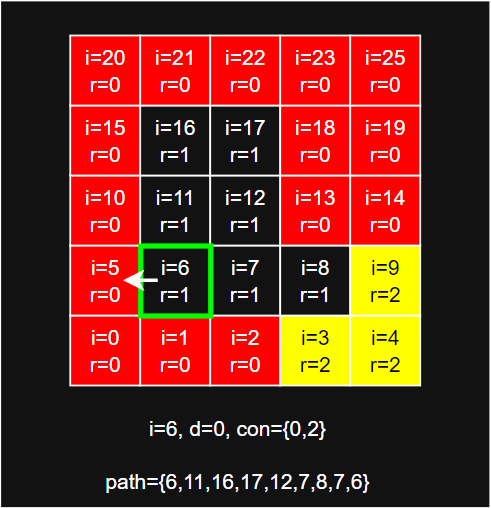 i=20 i=21 i=22 i=23 i=25
r=0 r=0 r=0 r=0 r=0
i=15 i=16 i=17 i=18 i=19
r=0 r=1 r=1 r=0 r=0
i=10 i=11 i=12 i=13 i=14
r=0 r=1 r=1 r=0 r=0
i=5 i=6 i=7 i=8 i=9
r=0 r=1 r=1 r=1 r=2
i=0 i=1 i=2 i=3 i=4
r=0 r=0 r=0 r=2 r=2
i=6, d=0, con={0,2}
path={6,11,16,17,12,7,8,7,6}